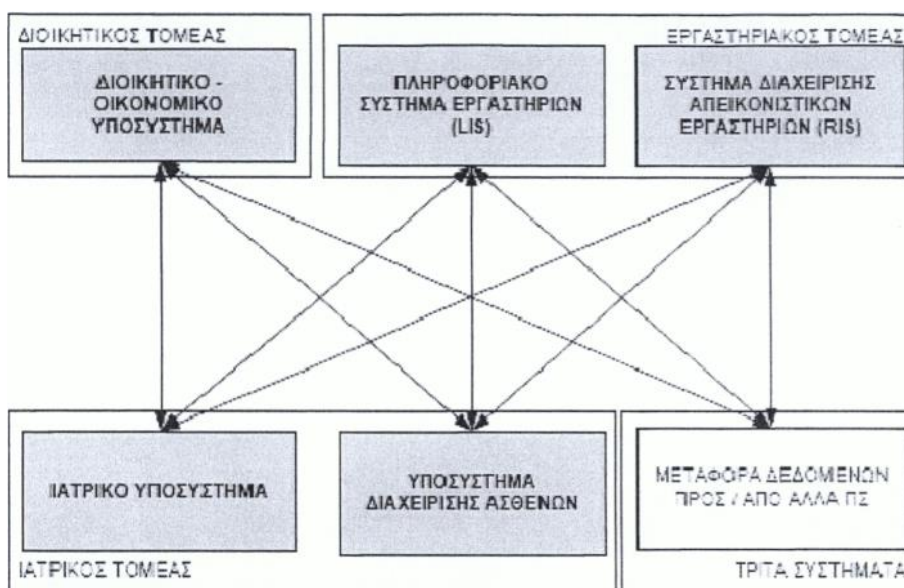 ΔΙΟΙΚΗΤΙΚΟΣ ΤΟΜΕΑΣ
ΔΙΟΙΚΗΤΙΚΟ -
ΟΙΚΟΝΟΜΙΚΟ
ΥΠΟΣΥΣΤΗΜΑ
ΕΡΓΑΣΤΗΡΙΑΚΟΣ ΤΟΜΕΑΣ
ΠΛΗΡΟΦΟΡΙΑΚΟ
ΣΥΣΤΗΜΑ ΕΡΓΑΣΤΗΡΙΩΝ
(LIS)
ΣΥΣΤΗΜΑ ΔΙΑΧΕΙΡΙΣΗΣ
ΑΠΕΙΚΟΝΙΣΤΙΚΩΝ
ΕΡΓΑΣΤΗΡΙΩΝ (RIS)
ΙΑΤΡΙΚΟ ΥΠΟΣΥΣΤΗΜΑ
ΥΠΟΣΥΣΤΗΜΑ
ΔΙΑΧΕΙΡΙΣΗΣ ΑΣΘΕΝΩΝ
ΙΑΤΡΙΚΟΣ ΤΟΜΕΑΣ
ΜΕΤΑΦΟΡΑ ΔΕΔΟΜΕΝΩΝ
ΠΡΟΣ / ΑΠΟ ΑΛΛΑ ΠΣ
ΤΡΙΤΑ ΣΥΣΤΗΜΑΤΑ